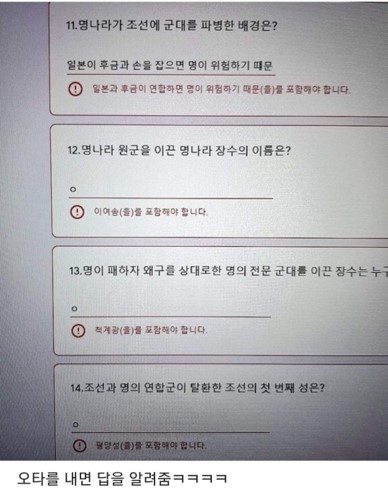 11.명나라가 조선에 군대를 파병한 배경은?
일본이 후금과 손을 잡으면 명이 위험하기 때문
일본과 후금이 연합하면 명이 위험하기 때문(을)를 포함해야 합니다.
12.명나라 원군을 이끈 명나라 장수의 이름은?
ㅇ
이여송(을)를 포함해야 합니다.
13.명이 패하자 왜구를 상대로한 명의 전문 군대를 이끈 장수는 누구
ㅇ
척계광(을)를 포함해야 합니다.
14.조선과 명의 연합군이 탈환한 조선의 첫 번째 성은?
ㅇ
평양성(을)를 포함해야 합니다.
오타를 내면 답을 알려줌ㅋㅋㅋㅋ